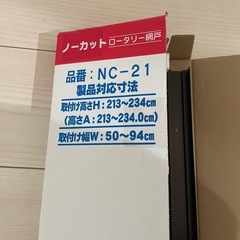 ノーカット ロータリー網戸
品番：NC-21
製品対応寸法
取付け高さH：213〜234cm
(高さA：213〜234.0cm)
取付け幅W：50〜94cm